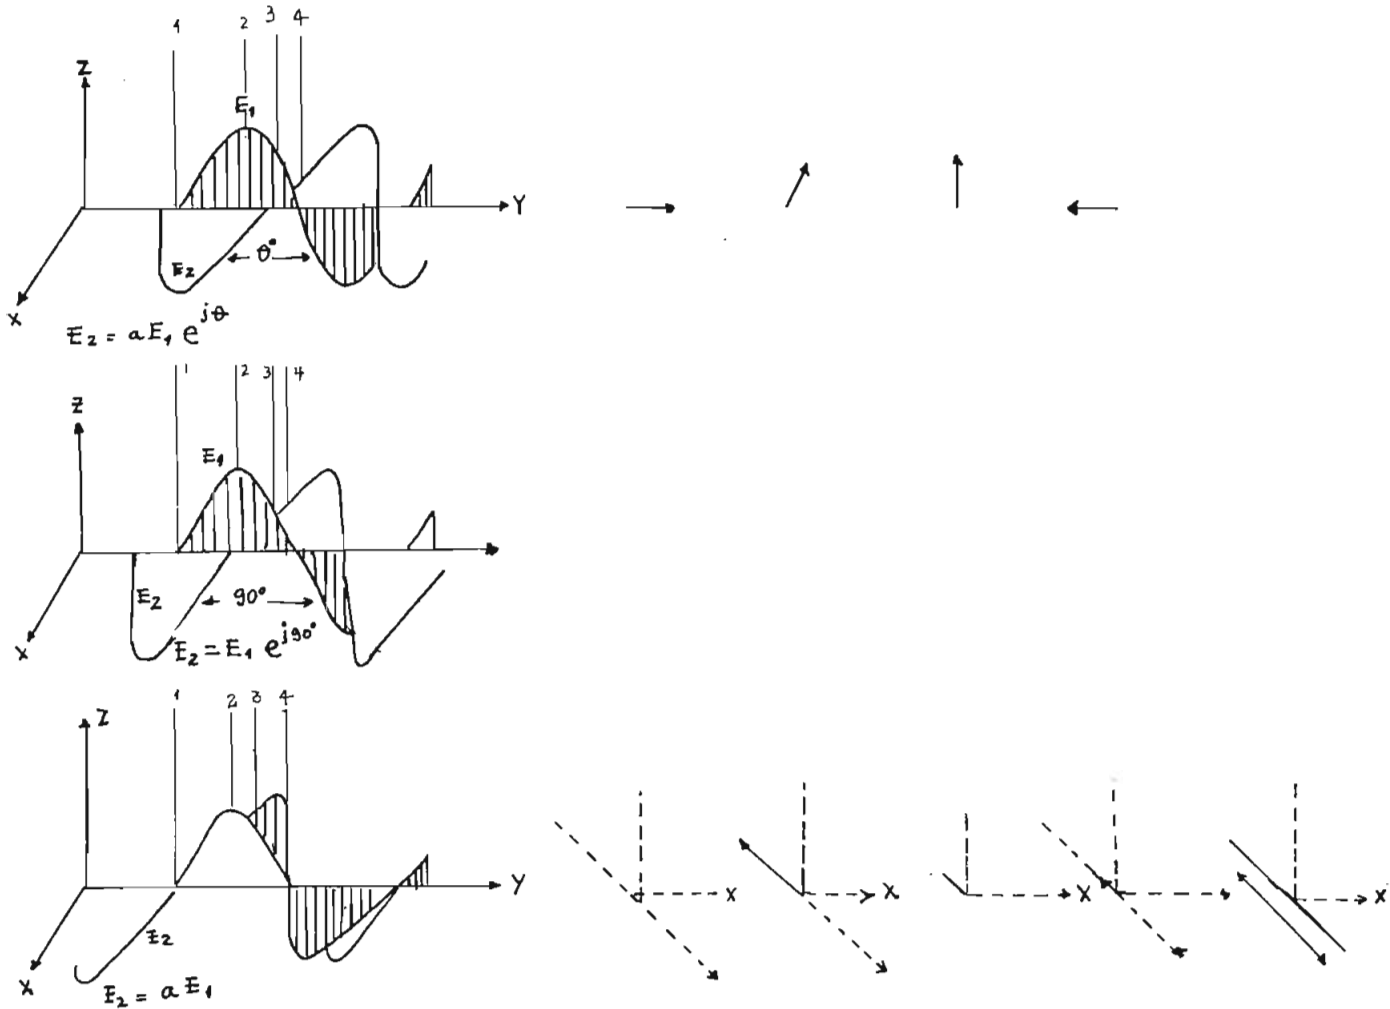 1 2 3 4
Z
E₁
Y
E₂ θ°
X
E₂ = aE₁ e^{jθ}
1 2 3 4
Z
E₁
E₂ 90°
X
E₂ = E₁ e^{j90°}
1 2 3 4
Z
Y
X X X X
E₂
X
E₂ = aE₁